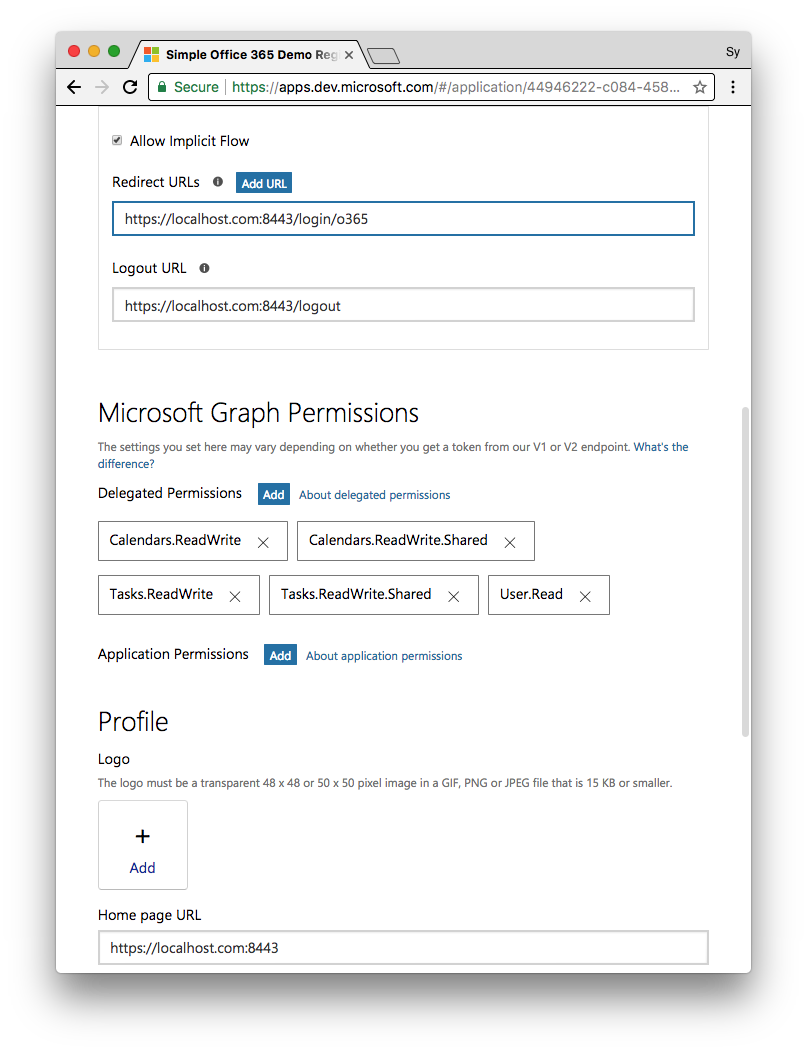 Simple Office 365 Demo Reg
Sy
Secure https://apps.dev.microsoft.com/#/application/44946222-c084-458...
Allow Implicit Flow
Redirect URLs Add URL
https://localhost.com:8443/login/o365
Logout URL
https://localhost.com:8443/logout
Microsoft Graph Permissions
The settings you set here may vary depending on whether you get a token from our V1 or V2 endpoint. What's the
difference?
Delegated Permissions Add About delegated permissions
Calendars.ReadWrite Calendars.ReadWrite.Shared
Tasks.ReadWrite Tasks.ReadWrite.Shared User.Read
Application Permissions Add About application permissions
Profile
Logo
The logo must be a transparent 48 x 48 or 50 x 50 pixel image in a GIF, PNG or JPEG file that is 15 KB or smaller.
+
Add
Home page URL
https://localhost.com:8443